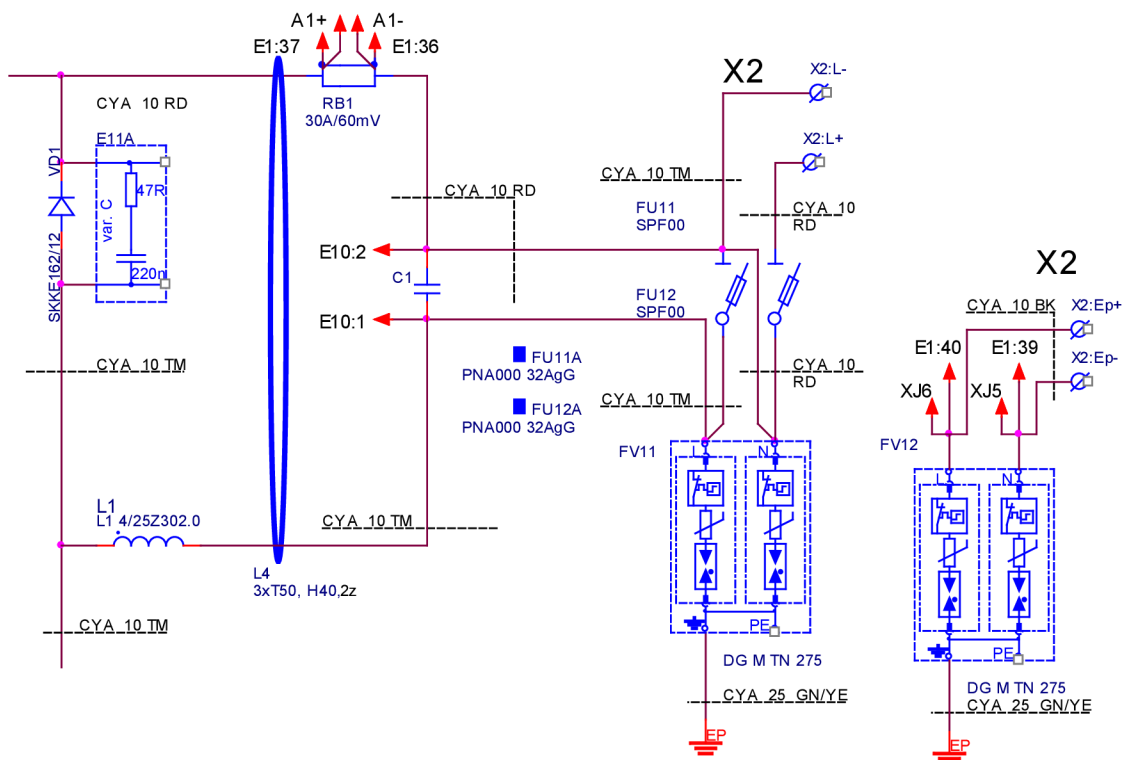 A1+
A1-
E1:37
E1:36
X2
X2:L-
CYA 10 RD
RB1
30A/60mV
E11A
VD1
X2:L+
47R
var. C
CYA 10 TM
CYA 10 RD
FU11
SPF00
CYA 10
RD
SKKE162/12
220n
E10:2
C1
X2
FU12
SPF00
CYA 10 BK
X2:Ep+
E10:1
E1:40
E1:39
X2:Ep-
CYA 10 TM
FU11A
PNA000 32AgG
CYA 10
RD
XJ6
XJ5
FU12A
PNA000 32AgG
CYA 10 TM
FV11
L
N
FV12
L
N
L1
L1 4/25Z302.0
CYA 10 TM
L4
3xT50, H40,2z
CYA 10 TM
PE
PE
DG M TN 275
DG M TN 275
CYA 25 GN/YE
CYA 25 GN/YE
EP
EP